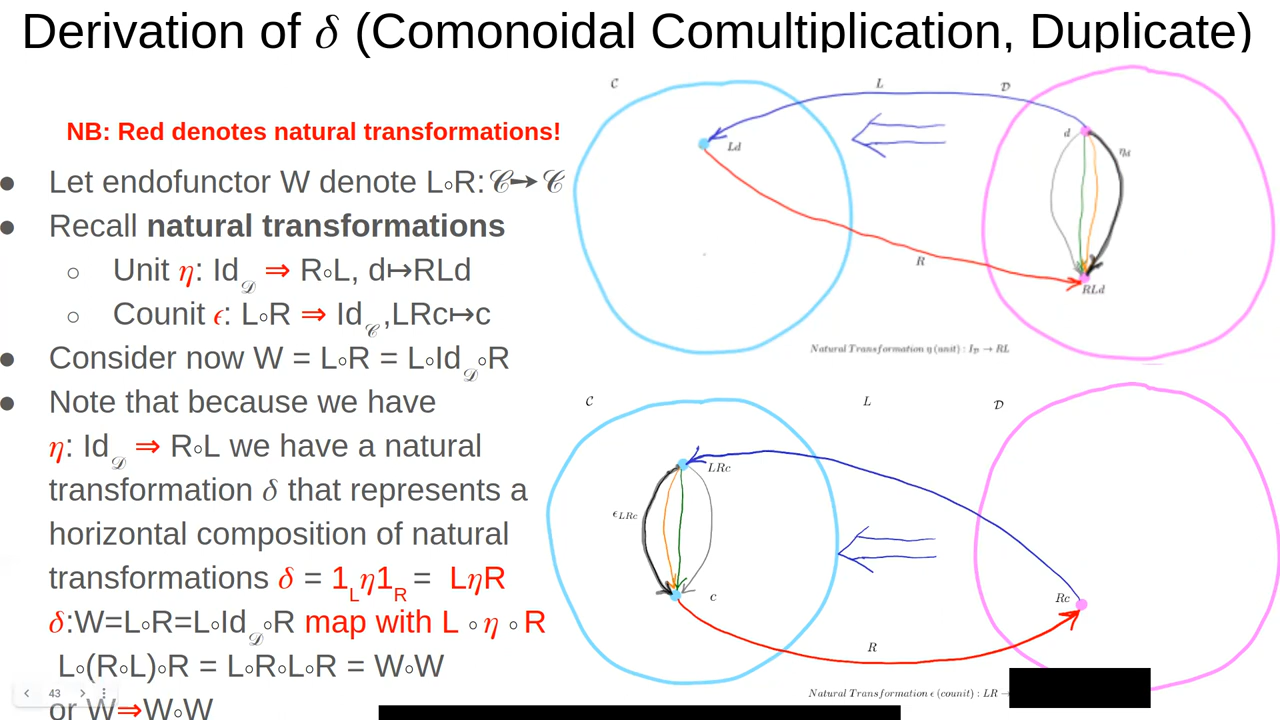 Derivation of δ (Comonoidal Comultiplication, Duplicate)
NB: Red denotes natural transformations!
● Let endofunctor W denote L∘R:𝒞→𝒞
● Recall natural transformations
○ Unit η: Id𝒟 ⇒ R∘L, d↦RLd
○ Counit ϵ: L∘R ⇒ Id𝒞,LRc↦c
● Consider now W = L∘R = L∘Id𝒟∘R
● Note that because we have
η: Id𝒟 ⇒ R∘L we have a natural
transformation δ that represents a
horizontal composition of natural
transformations δ = 1Lη1R = LηR
δ:W=L∘R=L∘Id𝒟∘R map with L ∘ η ∘ R
L∘(R∘L)∘R = L∘R∘L∘R = W∘W
or W⇒W∘W
43
𝒞
L
𝒟
Ld
d
ηd
R
RLd
Natural Transformation η (unit) : I𝒟 → RL
𝒞
L
𝒟
LRc
ϵLRc
c
Rc
R
Natural Transformation ϵ (counit) : LR →